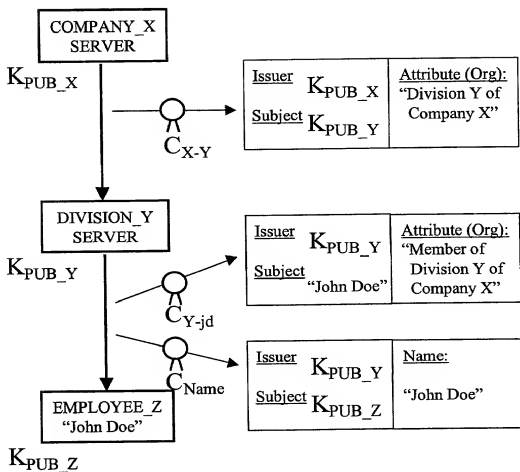 COMPANY_X
SERVER
KPUB_X
Issuer KPUB_X
Subject KPUB_Y
Attribute (Org):
“Division Y of
Company X”
CX-Y
DIVISION_Y
SERVER
KPUB_Y
Issuer KPUB_Y
Subject “John Doe”
Attribute (Org):
“Member of
Division Y of
Company X”
CY-jd
CName
Issuer KPUB_Y
Subject KPUB_Z
Name:
“John Doe”
EMPLOYEE_Z
“John Doe”
KPUB_Z